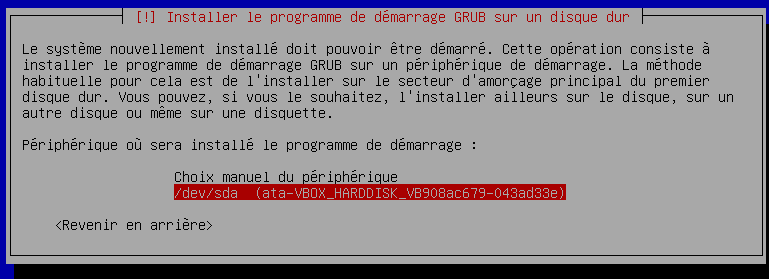 [!] Installer le programme de démarrage GRUB sur un disque dur
Le système nouvellement installé doit pouvoir être démarré. Cette opération consiste à
installer le programme de démarrage GRUB sur un périphérique de démarrage. La méthode
habituelle pour cela est de l'installer sur le secteur d'amorçage principal du premier
disque dur. Vous pouvez, si vous le souhaitez, l'installer ailleurs sur le disque, sur un
autre disque ou même sur une disquette.
Périphérique où sera installé le programme de démarrage :
Choix manuel du périphérique
/dev/sda (ata-VBOX_HARDDISK_VB908ac679-043ad33e)
<Revenir en arrière>